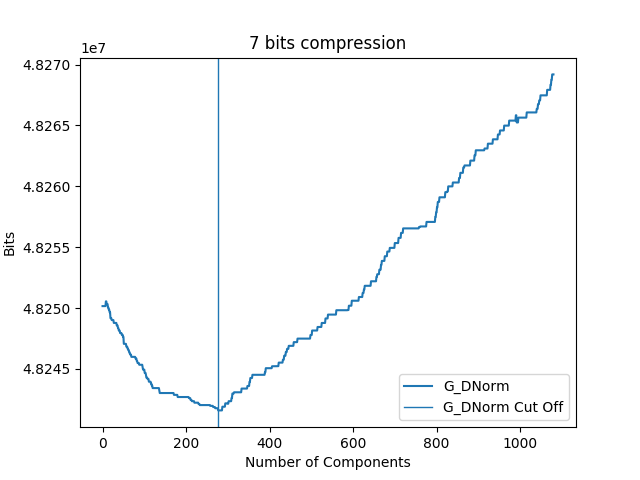 7 bits compression
1e7
4.8270
4.8265
4.8260
4.8255
4.8250
4.8245
Bits
0 200 400 600 800 1000
Number of Components
G_DNorm
G_DNorm Cut Off